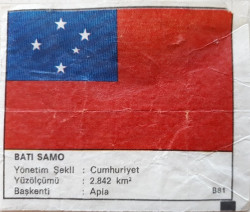 BATI SAMO
Yönetim Şekli : Cumhuriyet
Yüzölçümü : 2.842 km²
Başkenti : Apia
B81